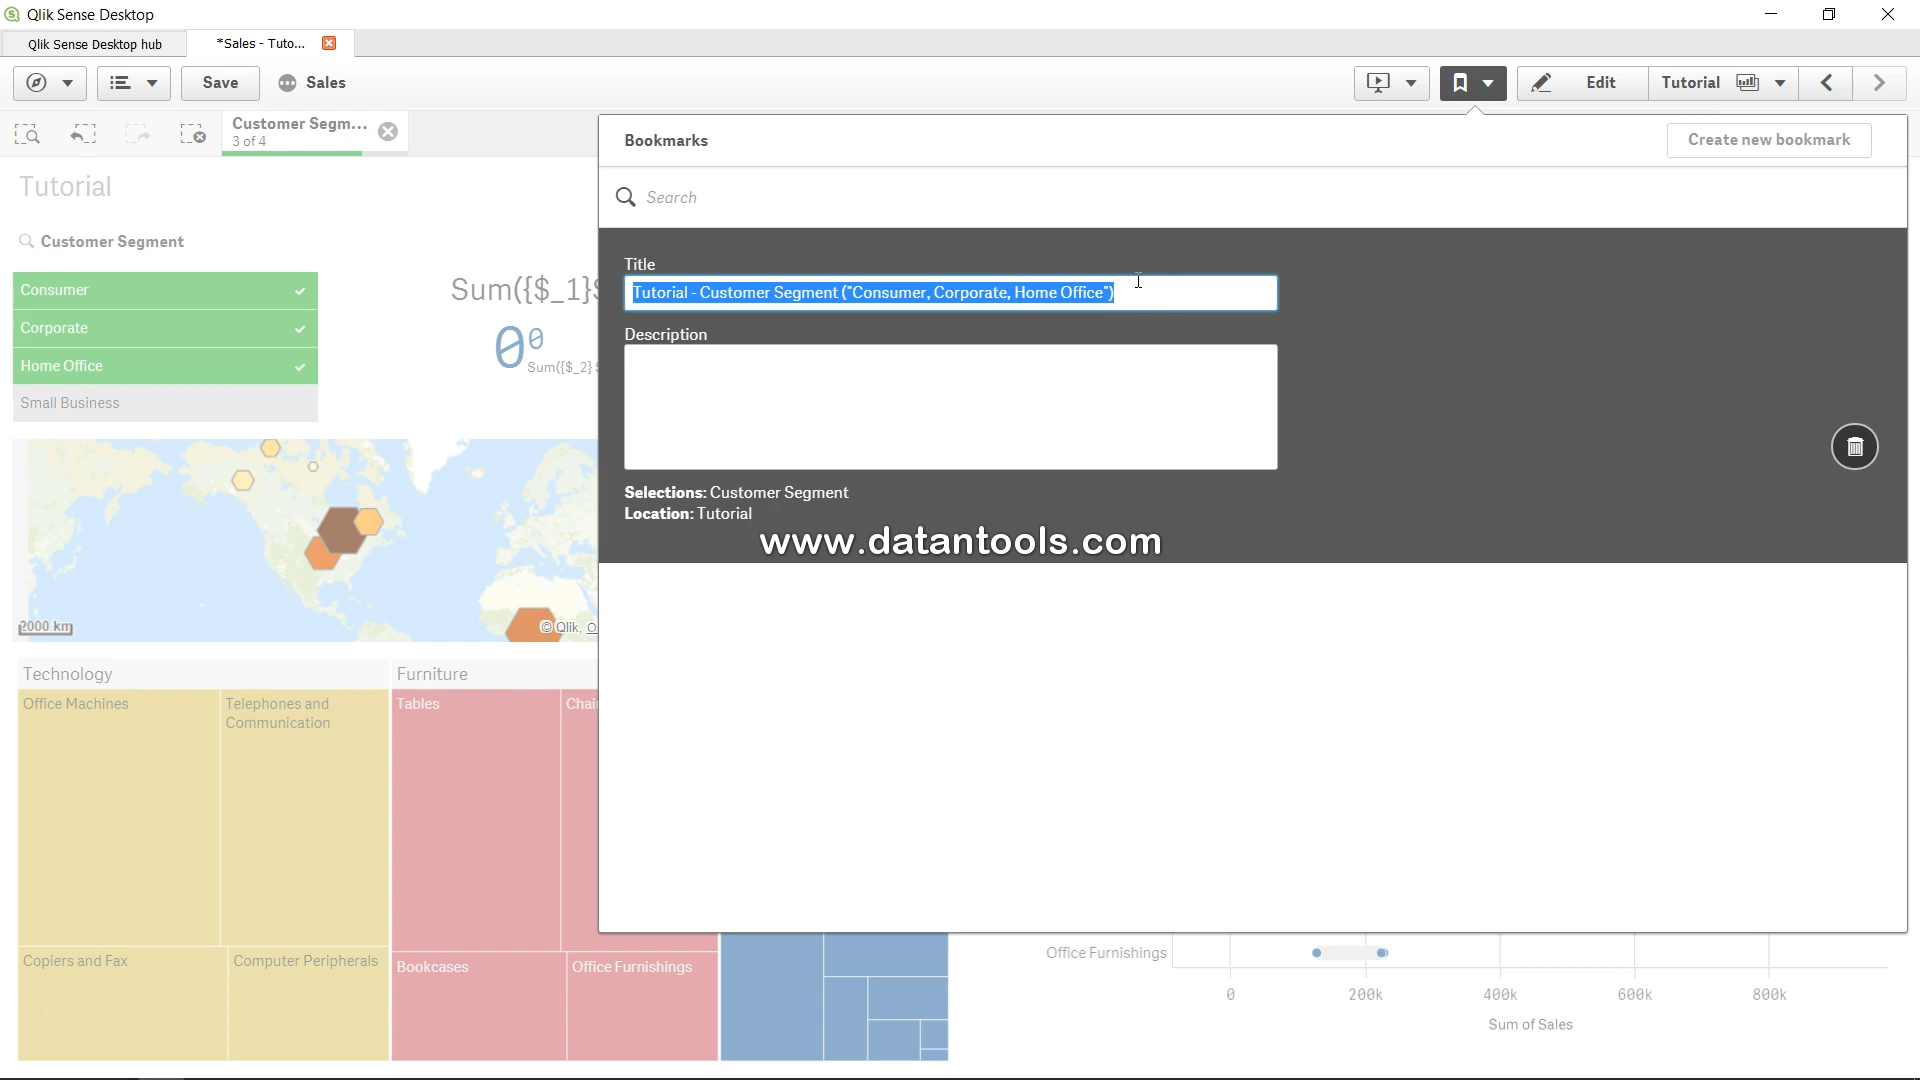 Qlik Sense Desktop
Qlik Sense Desktop hub
*Sales - Tuto...
Save
Sales
Edit
Tutorial
Customer Segm...
3 of 4
Bookmarks
Create new bookmark
Search
Tutorial
Customer Segment
Consumer
Corporate
Home Office
Small Business
Sum({$_1}$
0⁰
Sum({$_2}
Title
Tutorial - Customer Segment ("Consumer, Corporate, Home Office")
Description
Selections: Customer Segment
Location: Tutorial
www.datantools.com
2000 km
© Qlik, O
Technology
Furniture
Office Machines
Telephones and
Communication
Tables
Chai
Copiers and Fax
Computer Peripherals
Bookcases
Office Furnishings
Office Furnishings
0
200k
400k
600k
800k
Sum of Sales